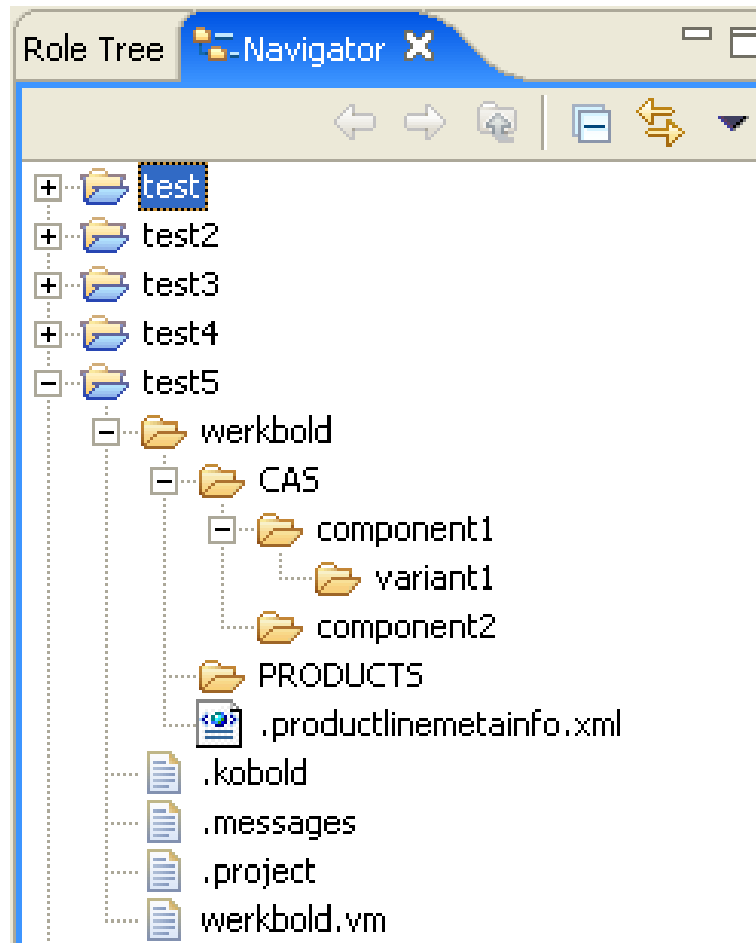 Role Tree Navigator
test
test2
test3
test4
test5
werkbold
CAS
component1
variant1
component2
PRODUCTS
.productlinemetainfo.xml
.kobold
.messages
.project
werkbold.vm